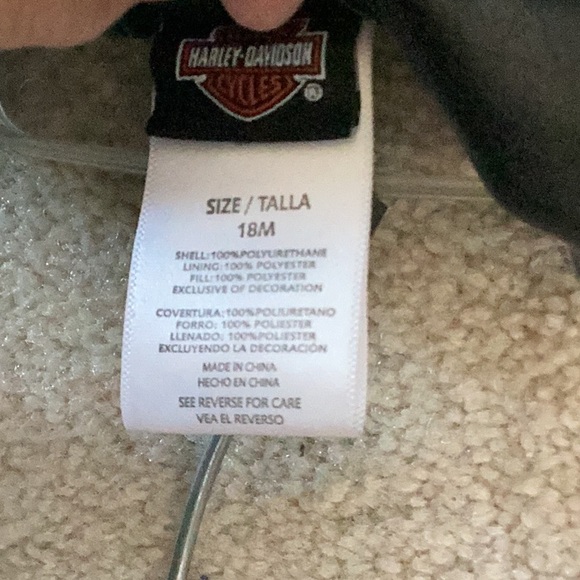 HARLEY-DAVIDSON
CYCLES
®
SIZE / TALLA
18M
SHELL:100%POLYURETHANE
LINING:100% POLYESTER
FILL:100% POLYESTER
EXCLUSIVE OF DECORATION
COVERTURA:100%POLIURETANO
FORRO: 100% POLIESTER
LLENADO: 100%POLIESTER
EXCLUYENDO LA DECORACIÓN
MADE IN CHINA
HECHO EN CHINA
SEE REVERSE FOR CARE
VEA EL REVERSO